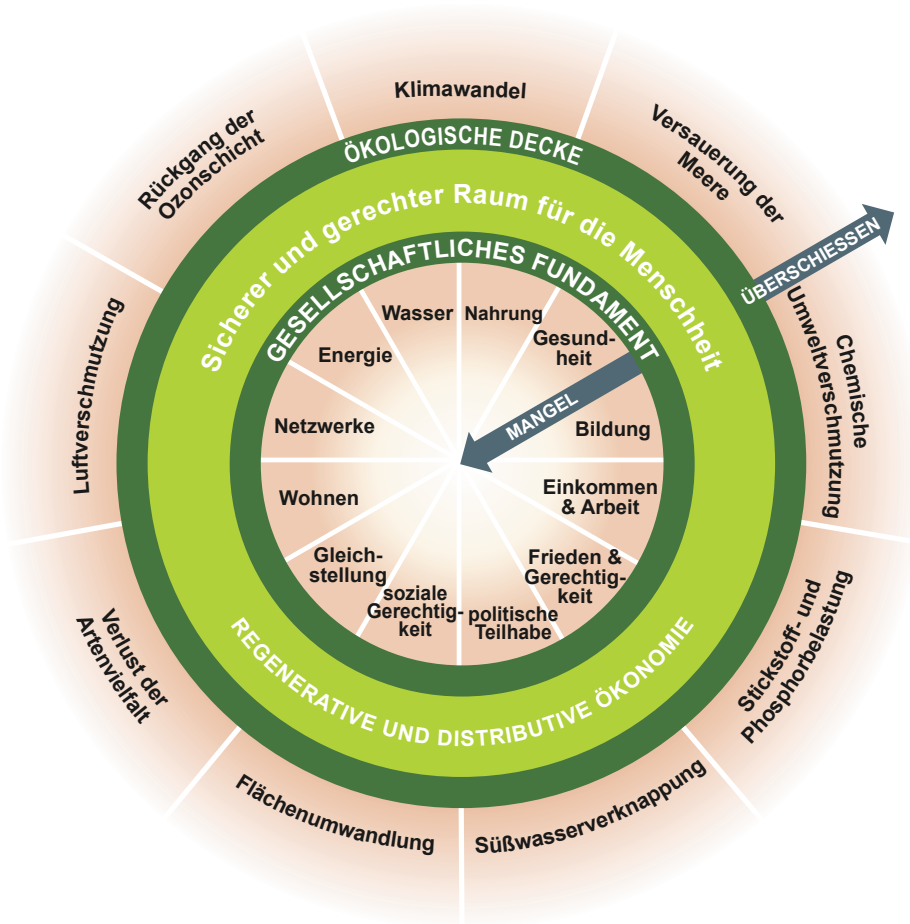 Klimawandel
Versauerung der
Meere
ÜBERSCHIESSEN
Chemische
Umweltverschmutzung
Stickstoff- und
Phosphorbelastung
Süßwasserverknappung
Flächenumwandlung
Verlust der
Artenvielfalt
Luftverschmutzung
Rückgang der
Ozonschicht
ÖKOLOGISCHE DECKE
Sicherer und gerechter Raum für die Menschheit
GESELLSCHAFTLICHES FUNDAMENT
Wasser
Nahrung
Gesund-
heit
MANGEL
Bildung
Einkommen
& Arbeit
Frieden &
Gerechtig-
keit
politische
Teilhabe
soziale
Gerechtig-
keit
Gleich-
stellung
Wohnen
Netzwerke
Energie
REGENERATIVE UND DISTRIBUTIVE ÖKONOMIE